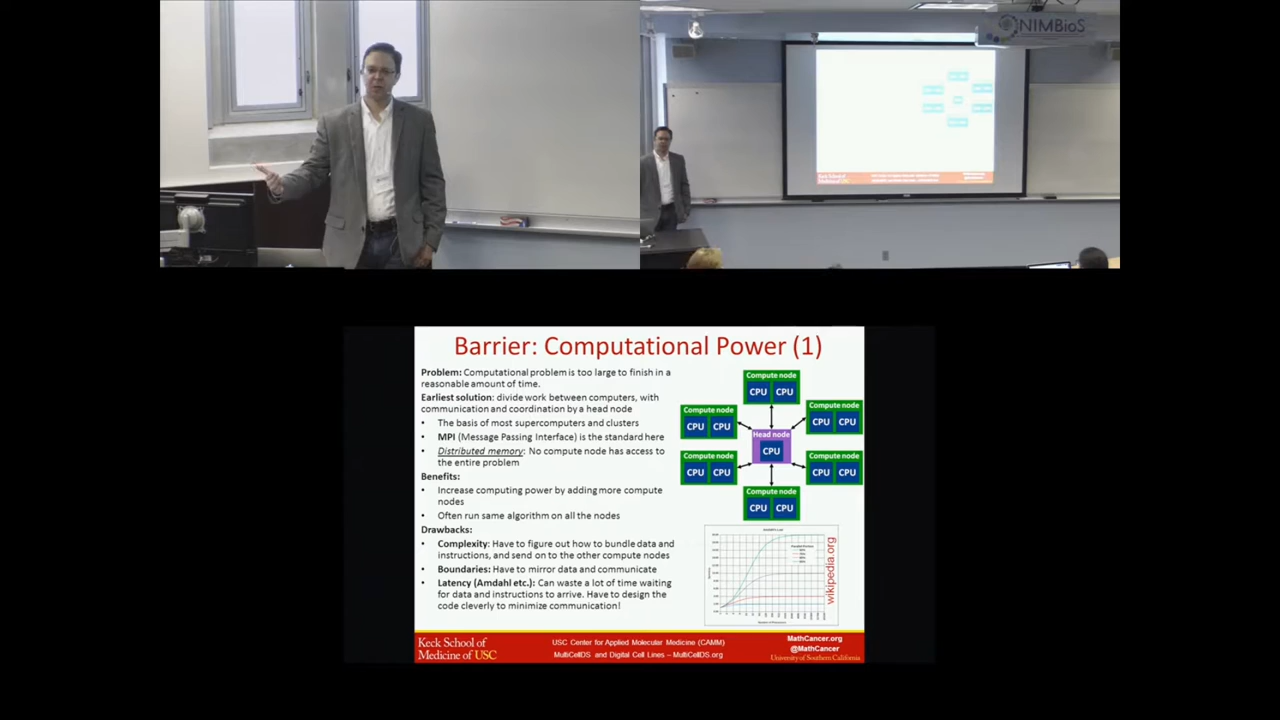 NIMBioS
Keck School of
Medicine of USC
Barrier: Computational Power (1)
Problem: Computational problem is too large to finish in a
reasonable amount of time.
Earliest solution: divide work between computers, with
communication and coordination by a head node
• The basis of most supercomputers and clusters
• MPI (Message Passing Interface) is the standard here
• Distributed memory: No compute node has access to
the entire problem
Benefits:
• Increase computing power by adding more compute
nodes
• Often run same algorithm on all the nodes
Drawbacks:
• Complexity: Have to figure out how to bundle data and
instructions, and send on to the other compute nodes
• Boundaries: Have to mirror data and communicate
• Latency (Amdahl etc.): Can waste a lot of time waiting
for data and instructions to arrive. Have to design the
code cleverly to minimize communication!
Compute node
CPU CPU
Compute node
CPU CPU
Compute node
CPU CPU
Head node
CPU
Compute node
CPU CPU
Compute node
CPU CPU
Compute node
CPU CPU
wikipedia.org
Keck School of
Medicine of USC
USC Center for Applied Molecular Medicine (CAMM)
MultiCellDS and Digital Cell Lines – MultiCellDS.org
MathCancer.org
@MathCancer
University of Southern California